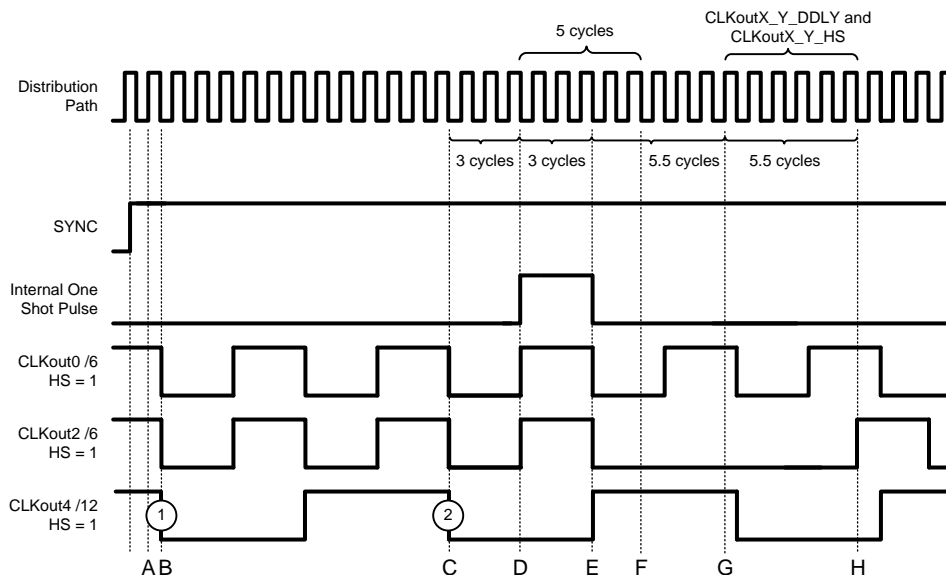 CLKoutX_Y_DDLY and
CLKoutX_Y_HS
5 cycles
Distribution
Path
3 cycles
3 cycles
5.5 cycles
5.5 cycles
SYNC
Internal One
Shot Pulse
CLKout0 /6
HS = 1
CLKout2 /6
HS = 1
CLKout4 /12
HS = 1
1
2
A B C D E F G H